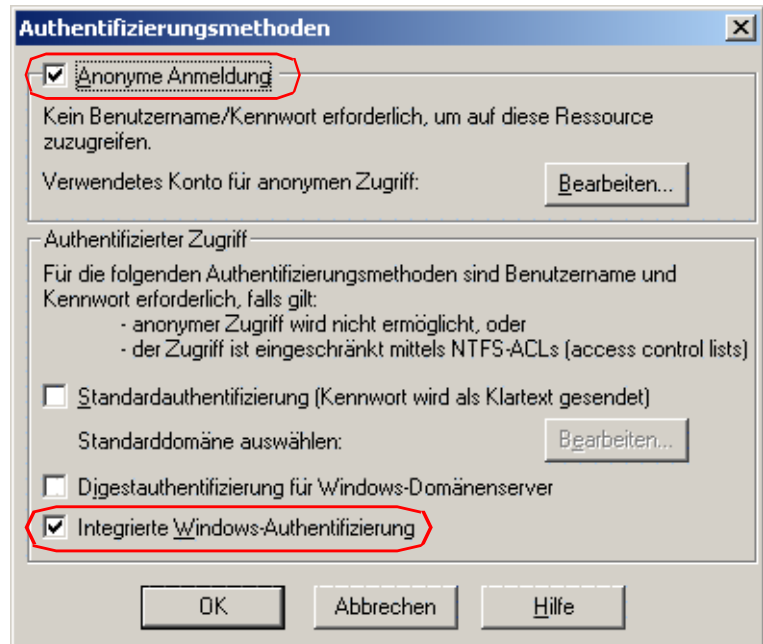 Authentifizierungsmethoden
Anonyme Anmeldung
Kein Benutzername/Kennwort erforderlich, um auf diese Ressource
zuzugreifen.
Verwendetes Konto für anonymen Zugriff: Bearbeiten...
Authentifizierter Zugriff
Für die folgenden Authentifizierungsmethoden sind Benutzername und
Kennwort erforderlich, falls gilt:
- anonymer Zugriff wird nicht ermöglicht, oder
- der Zugriff ist eingeschränkt mittels NTFS-ACLs (access control lists)
Standardauthentifizierung (Kennwort wird als Klartext gesendet)
Standarddomäne auswählen: Bearbeiten...
Digestauthentifizierung für Windows-Domänenserver
Integrierte Windows-Authentifizierung
OK Abbrechen Hilfe